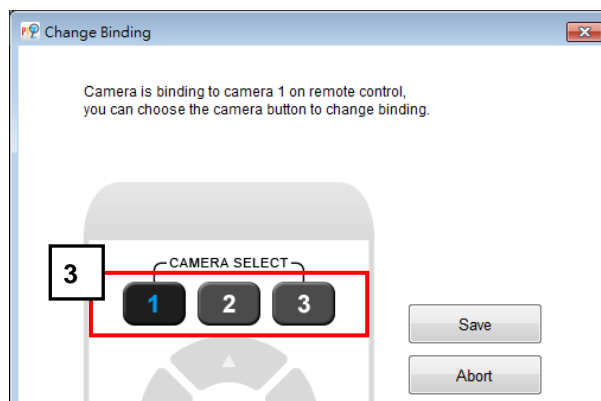 Change Binding
Camera is binding to camera 1 on remote control,
you can choose the camera button to change binding.
3
CAMERA SELECT
1 2 3
Save
Abort